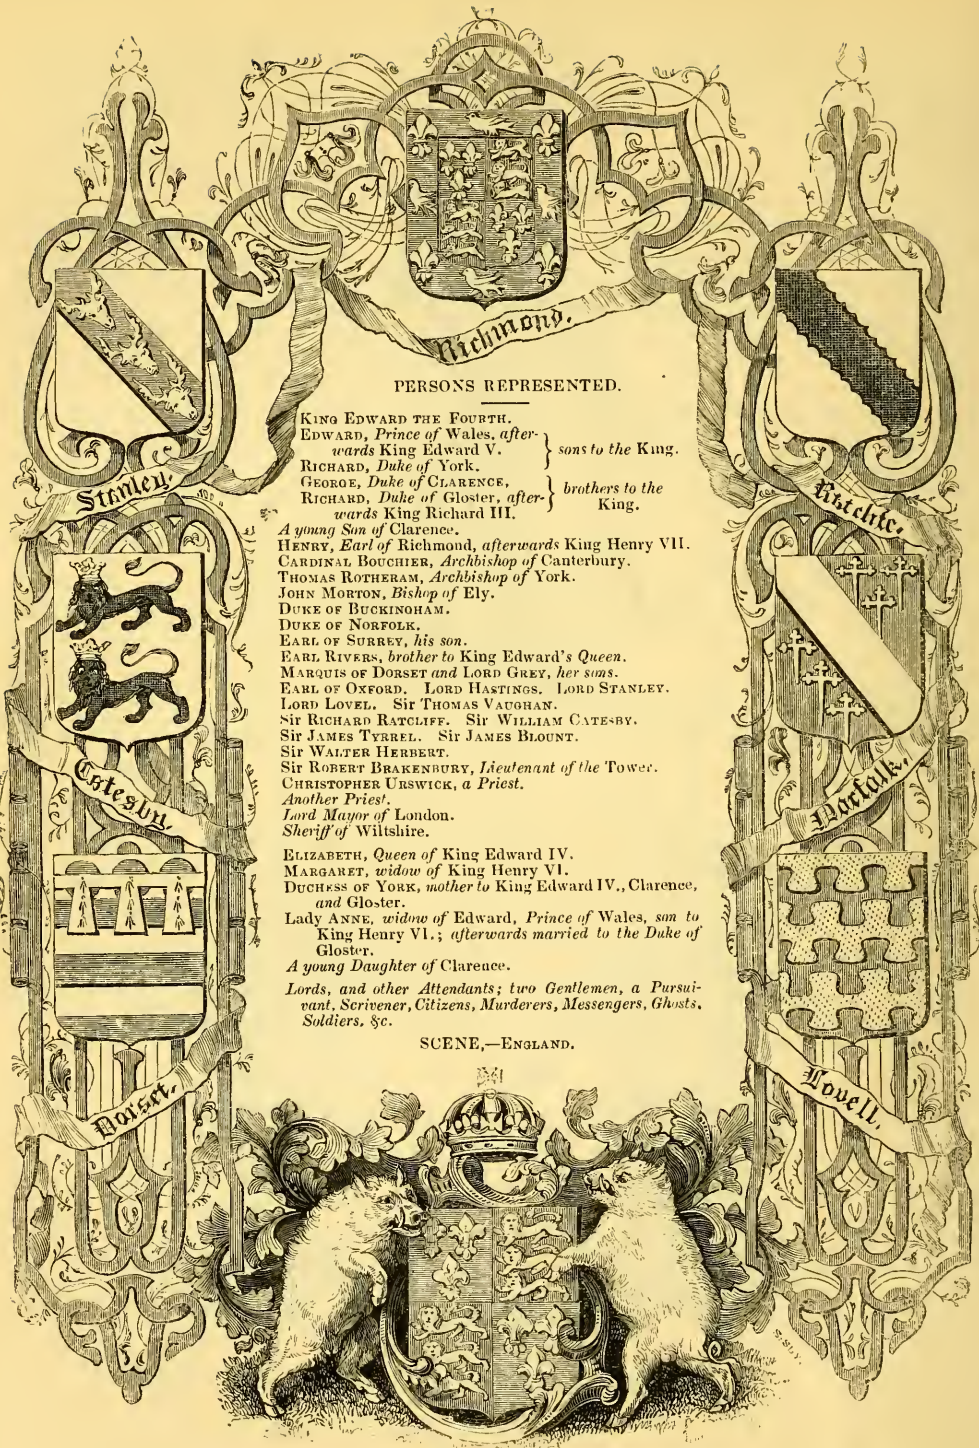 Richmond.
PERSONS REPRESENTED.
KING EDWARD THE FOURTH.
EDWARD, Prince of Wales, after-
wards King Edward V.
RICHARD, Duke of York.
} sons to the King.
GEORGE, Duke of CLARENCE,
RICHARD, Duke of Gloster, after-
wards King Richard III.
} brothers to the
King.
A young Son of Clarence.
HENRY, Earl of Richmond, afterwards King Henry VII.
CARDINAL BOUCHIER, Archbishop of Canterbury.
THOMAS ROTHERAM, Archbishop of York.
JOHN MORTON, Bishop of Ely.
DUKE OF BUCKINGHAM.
DUKE OF NORFOLK.
EARL OF SURREY, his son.
EARL RIVERS, brother to King Edward's Queen.
MARQUIS OF DORSET and LORD GREY, her sons.
EARL OF OXFORD. LORD HASTINGS. LORD STANLEY.
LORD LOVEL. Sir THOMAS VAUGHAN.
Sir RICHARD RATCLIFF. Sir WILLIAM CATESBY.
Sir JAMES TYRREL. Sir JAMES BLOUNT.
Sir WALTER HERBERT.
Sir ROBERT BRAKENBURY, Lieutenant of the Tower.
CHRISTOPHER URSWICK, a Priest.
Another Priest.
Lord Mayor of London.
Sheriff of Wiltshire.
ELIZABETH, Queen of King Edward IV.
MARGARET, widow of King Henry VI.
DUCHESS OF YORK, mother to King Edward IV., Clarence,
and Gloster.
Lady ANNE, widow of Edward, Prince of Wales, son to
King Henry VI.; afterwards married to the Duke of
Gloster.
A young Daughter of Clarence.
Lords, and other Attendants; two Gentlemen, a Pursui-
vant, Scrivener, Citizens, Murderers, Messengers, Ghosts,
Soldiers, &c.
SCENE,—ENGLAND.
Stanley.
Catesby.
Dorset.
Ratcliffe.
Norfolk.
Lovell.